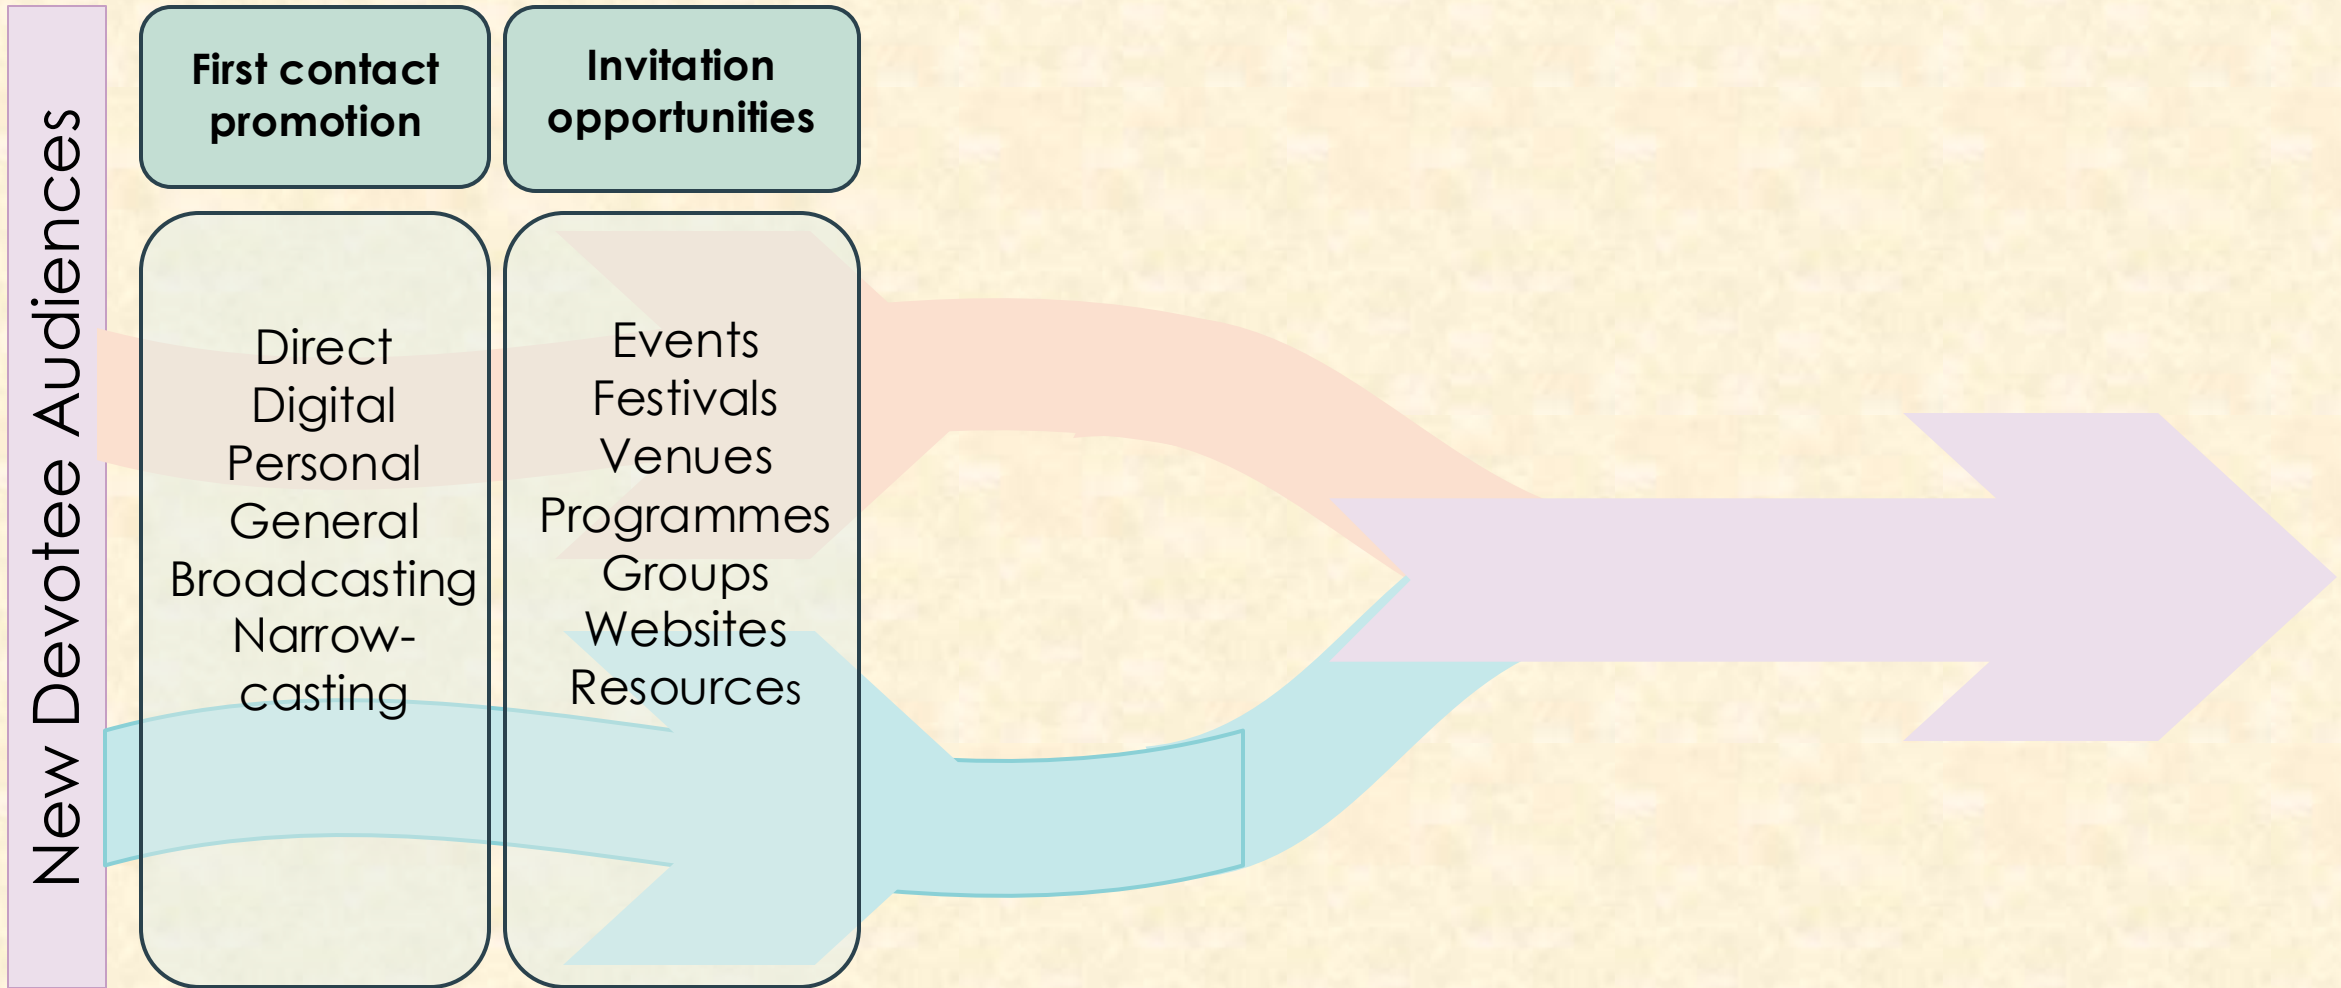 New Devotee Audiences
First contact
promotion
Invitation
opportunities
Direct
Digital
Personal
General
Broadcasting
Narrow-
casting
Events
Festivals
Venues
Programmes
Groups
Websites
Resources